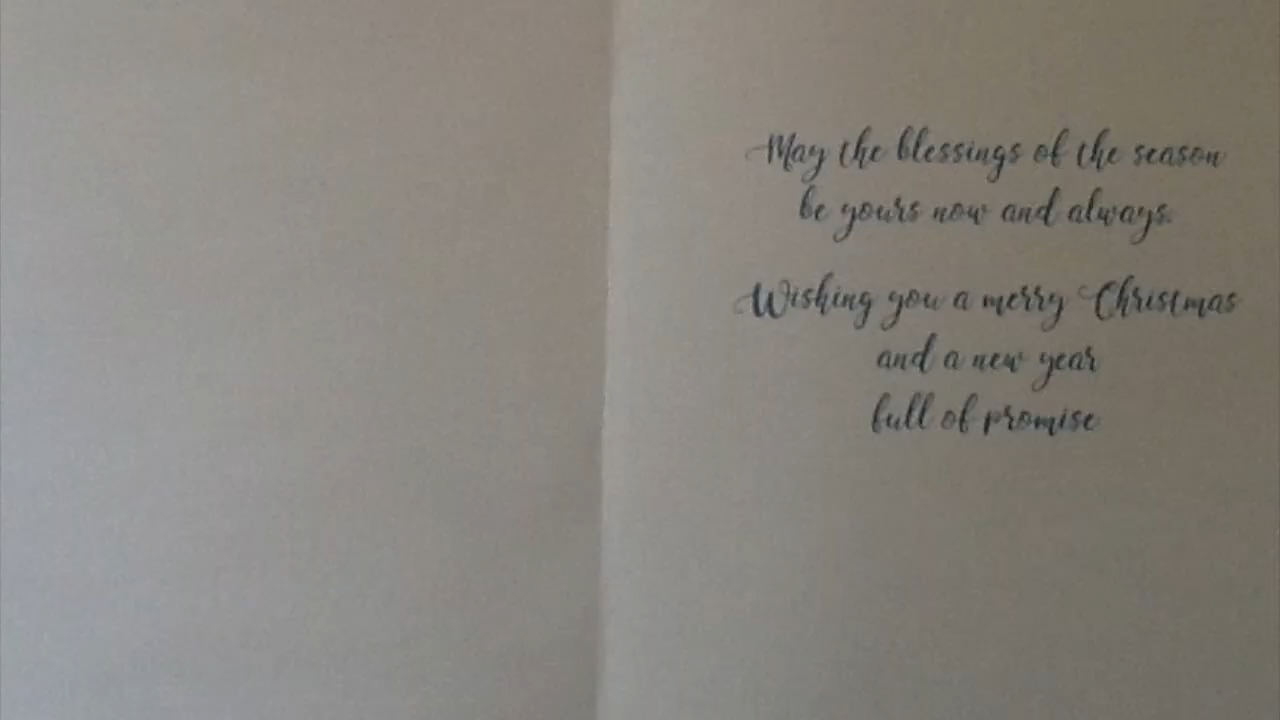 May the blessings of the season
be yours now and always.
Wishing you a merry Christmas
and a new year
full of promise